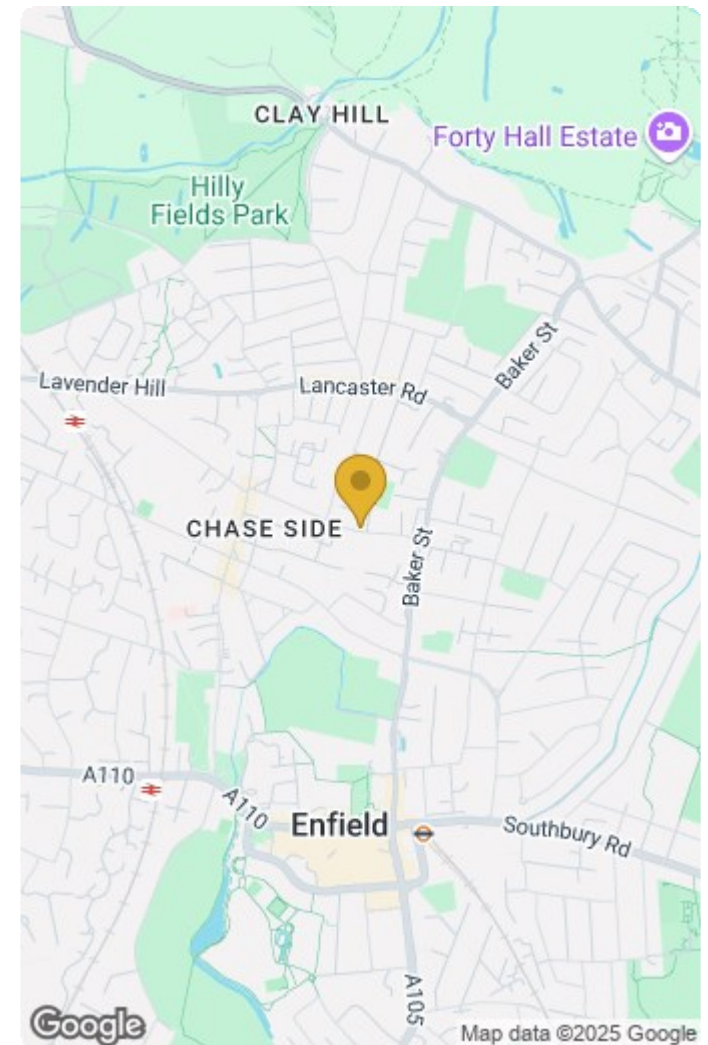 CLAY HILL
Forty Hall Estate
Hilly
Fields Park
Baker St
Lavender Hill
Lancaster Rd
CHASE SIDE
Baker St
A110
A110
Enfield
Southbury Rd
A105
Google
Map data ©2025 Google